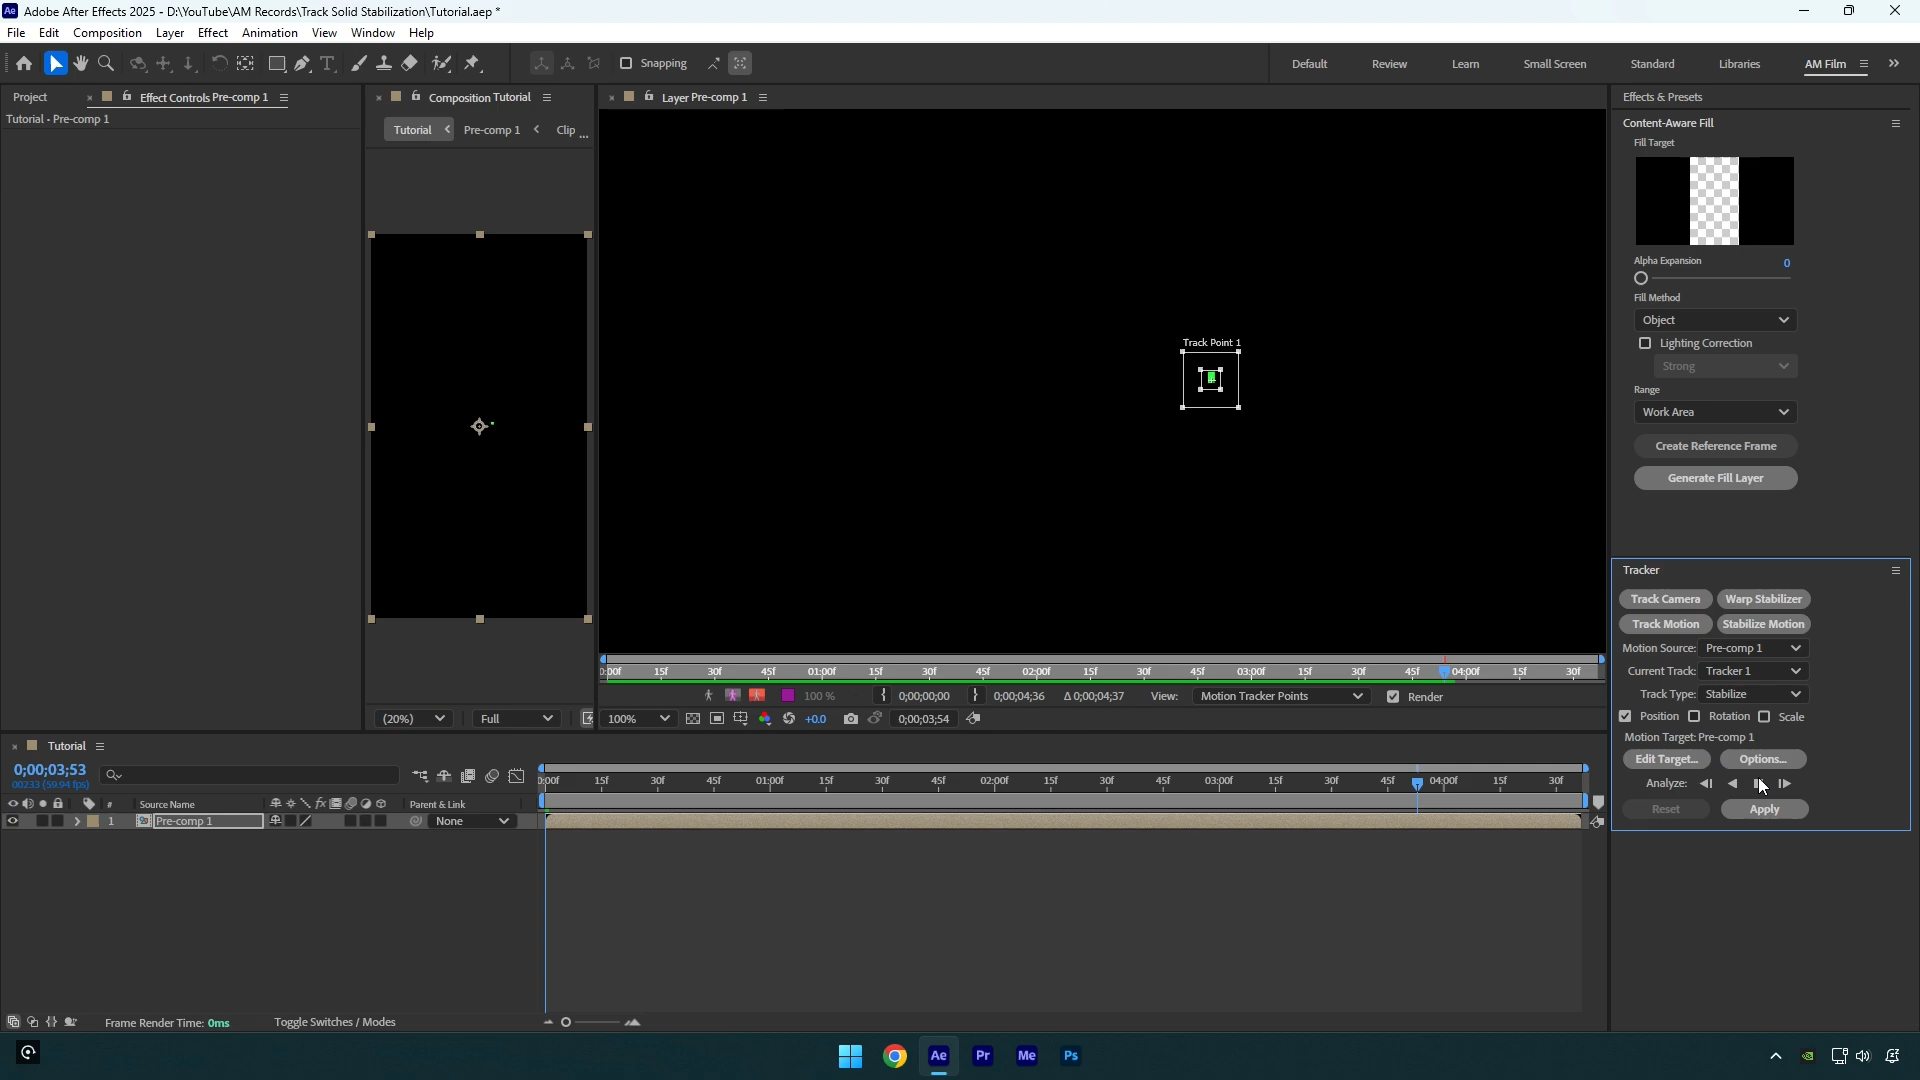 Adobe After Effects 2025 - D:\YouTube\AM Records\Track Solid Stabilization\Tutorial.aep *
File Edit Composition Layer Effect Animation View Window Help
Snapping
Default Review Learn Small Screen Standard Libraries AM Film
Project Effect Controls Pre-comp 1
Composition Tutorial
Layer Pre-comp 1
Effects & Presets
Tutorial - Pre-comp 1
Tutorial Pre-comp 1 Clip ...
Content-Aware Fill
Fill Target
Alpha Expansion 0
Fill Method
Object
Lighting Correction
Strong
Range
Work Area
Create Reference Frame
Generate Fill Layer
Track Point 1
Tracker
Track Camera Warp Stabilizer
Track Motion Stabilize Motion
Motion Source: Pre-comp 1
Current Track: Tracker 1
Track Type: Stabilize
Position Rotation Scale
Motion Target: Pre-comp 1
Edit Target... Options...
Analyze:
Reset Apply
0:00f 15f 30f 45f 01:00f 15f 30f 45f 02:00f 15f 30f 45f 03:00f 15f 30f 45f 04:00f 15f 30f
100 % 0;00;00;00 0;00;04;36 Δ 0;00;04;37 View: Motion Tracker Points Render
(20%) Full 100% +0.0 0;00;03;54
Tutorial
0;00;03;53
00233 (59.94 fps)
0:00f 15f 30f 45f 01:00f 15f 30f 45f 02:00f 15f 30f 45f 03:00f 15f 30f 45f 04:00f 15f 30f
# Source Name fx Parent & Link
1 Pre-comp 1 None
Frame Render Time: 0ms Toggle Switches / Modes
Ae Pr Me Ps